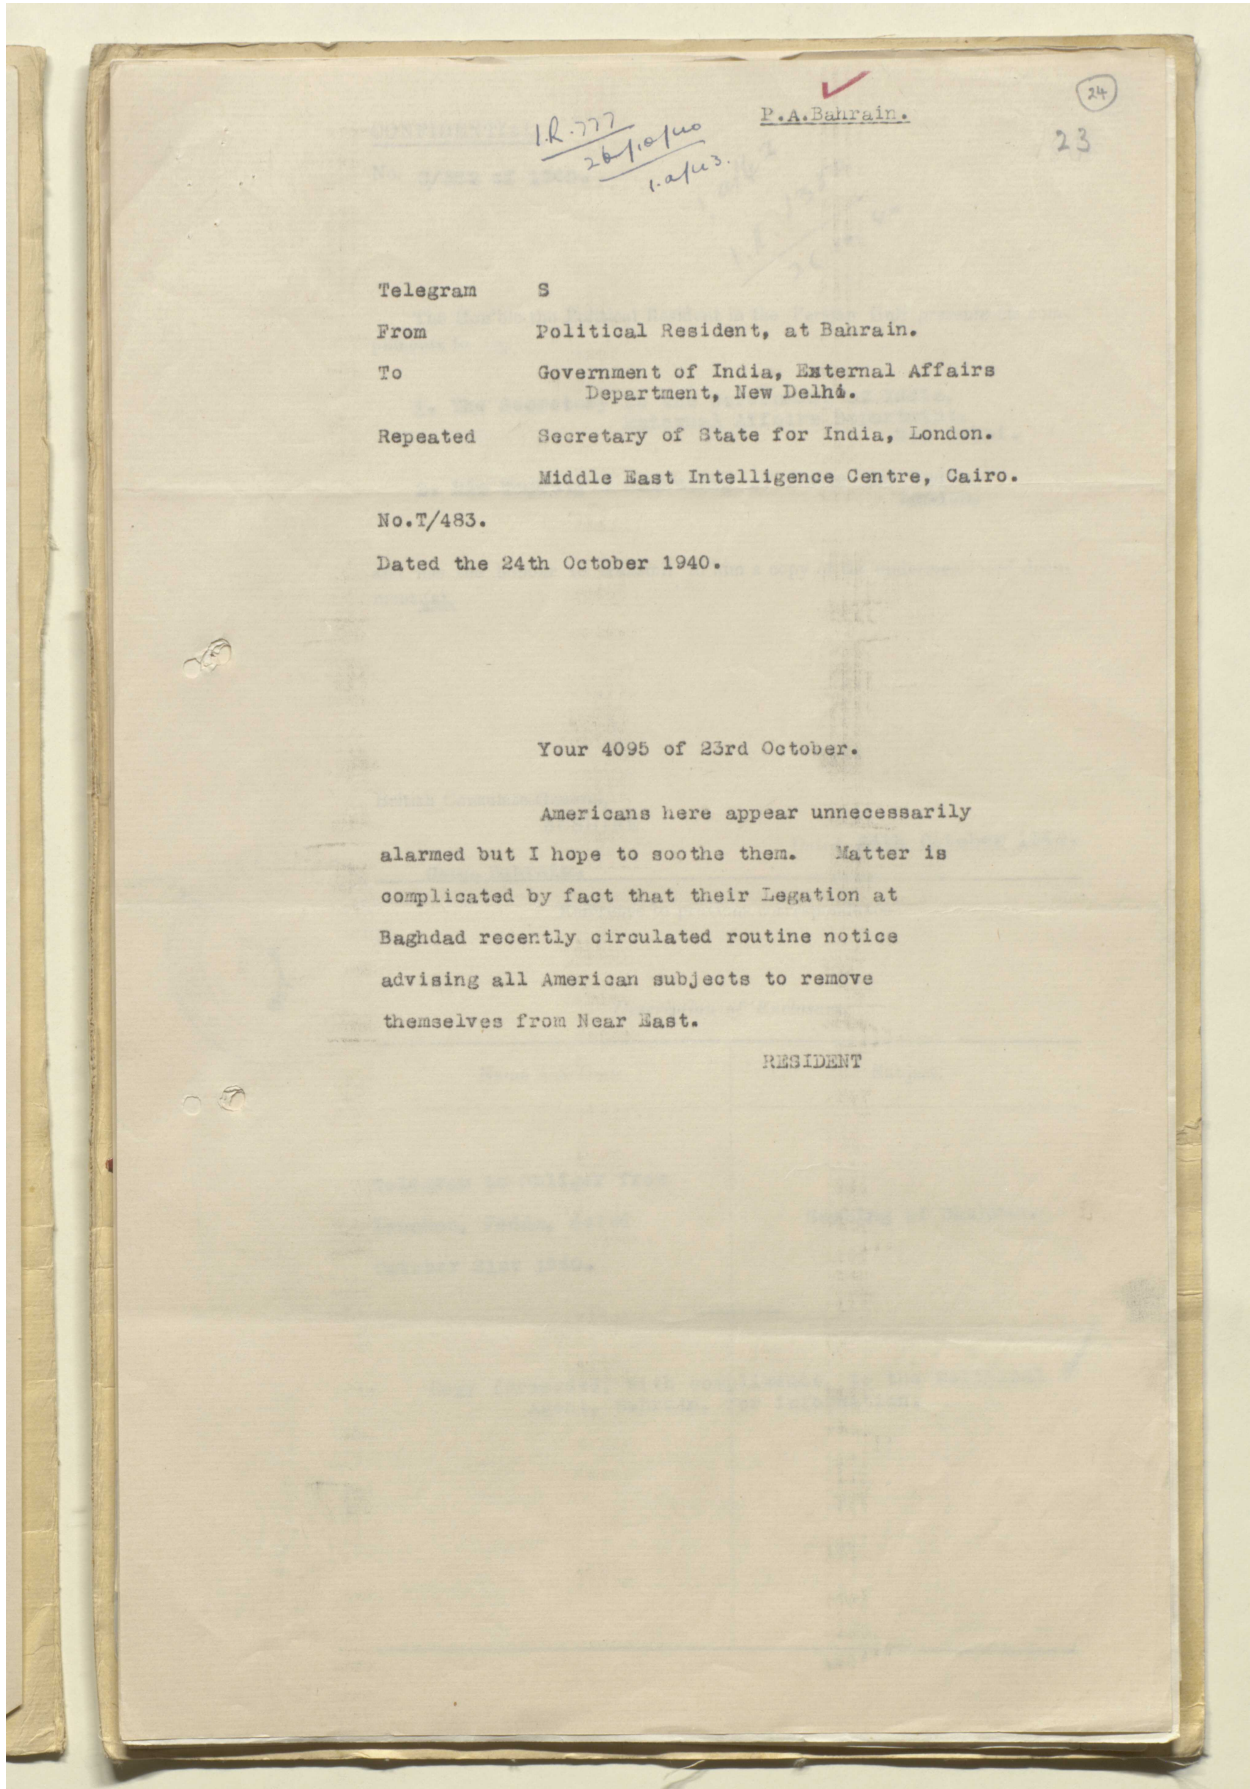 P.A.Bahrain.
24
23
I.R.777
26/10/40
1.a/43.
Telegram S
From Political Resident, at Bahrain.
To Government of India, External Affairs
Department, New Delhi.
Repeated Secretary of State for India, London.
Middle East Intelligence Centre, Cairo.
No.T/483.
Dated the 24th October 1940.
Your 4095 of 23rd October.
Americans here appear unnecessarily
alarmed but I hope to soothe them. Matter is
complicated by fact that their Legation at
Baghdad recently circulated routine notice
advising all American subjects to remove
themselves from Near East.
RESIDENT